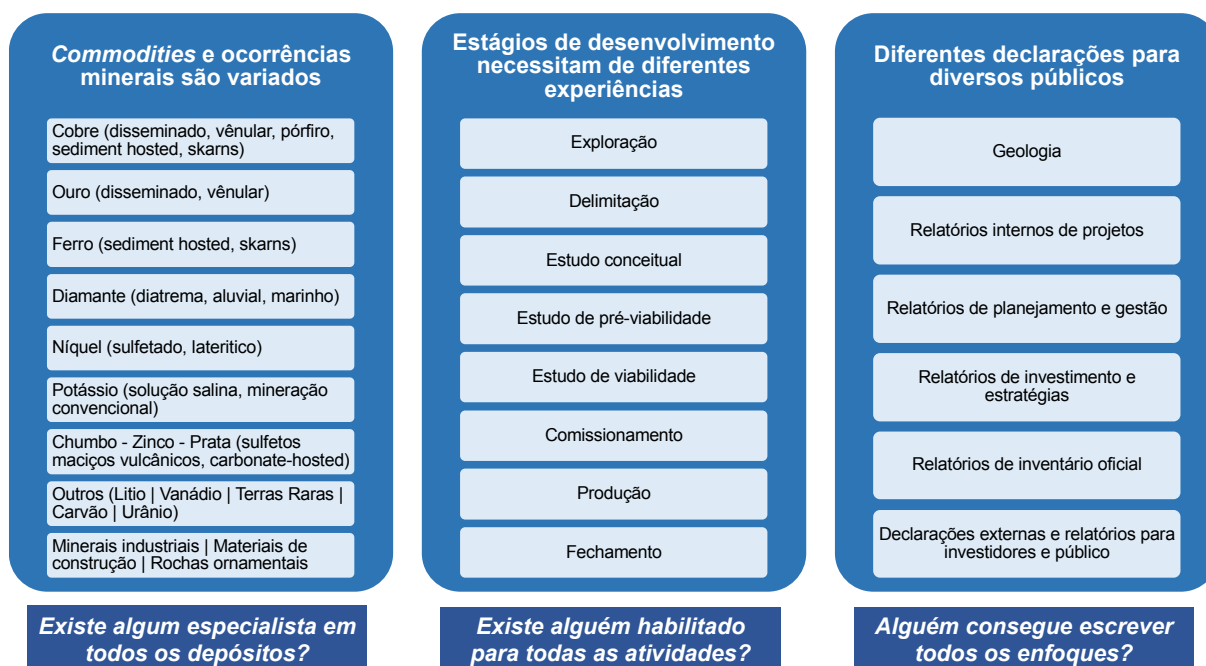 Commodities e ocorrências
minerais são variados
Cobre (disseminado, vênular, pórfiro,
sediment hosted, skarns)
Ouro (disseminado, vênular)
Ferro (sediment hosted, skarns)
Diamante (diatrema, aluvial, marinho)
Níquel (sulfetado, lateritico)
Potássio (solução salina, mineração
convencional)
Chumbo - Zinco - Prata (sulfetos
maciços vulcânicos, carbonate-hosted)
Outros (Litio | Vanádio | Terras Raras |
Carvão | Urânio)
Minerais industriais | Materiais de
construção | Rochas ornamentais
Existe algum especialista em
todos os depósitos?
Estágios de desenvolvimento
necessitam de diferentes
experiências
Exploração
Delimitação
Estudo conceitual
Estudo de pré-viabilidade
Estudo de viabilidade
Comissionamento
Produção
Fechamento
Existe alguém habilitado
para todas as atividades?
Diferentes declarações para
diversos públicos
Geologia
Relatórios internos de projetos
Relatórios de planejamento e gestão
Relatórios de investimento e
estratégias
Relatórios de inventário oficial
Declarações externas e relatórios para
investidores e público
Alguém consegue escrever
todos os enfoques?